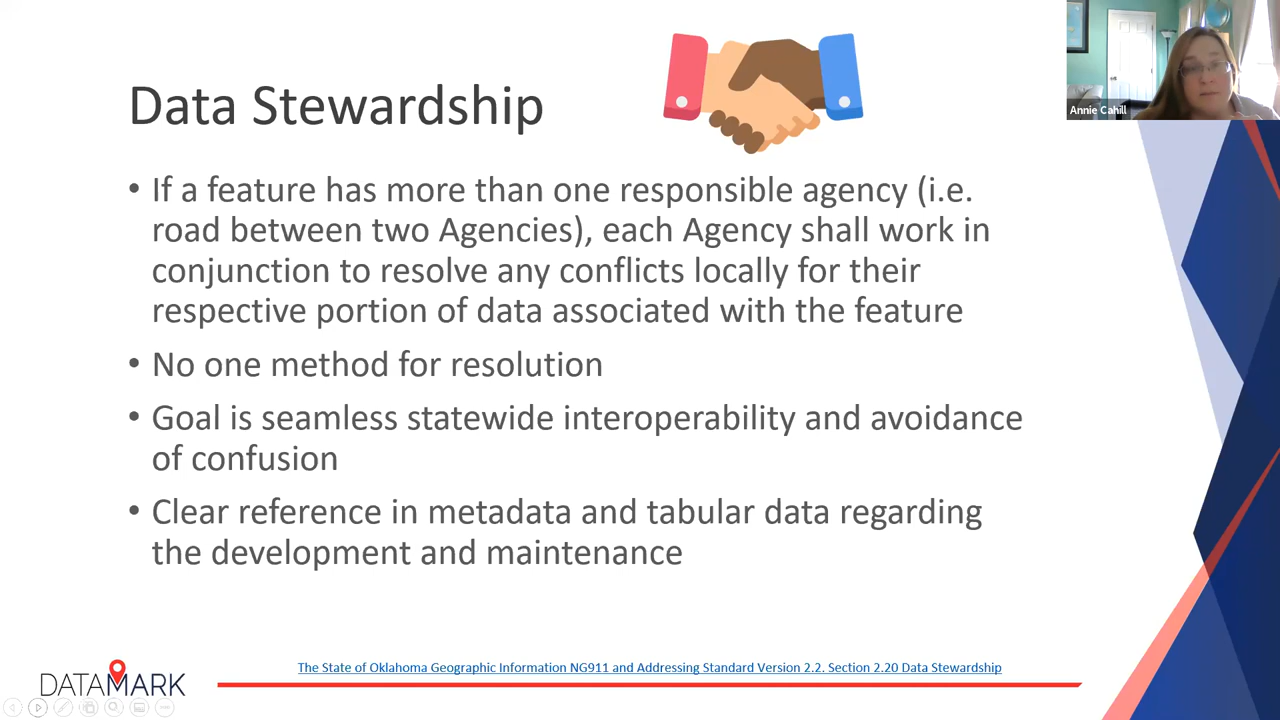 Data Stewardship
Annie Cahill
• If a feature has more than one responsible agency (i.e.
road between two Agencies), each Agency shall work in
conjunction to resolve any conflicts locally for their
respective portion of data associated with the feature
• No one method for resolution
• Goal is seamless statewide interoperability and avoidance
of confusion
• Clear reference in metadata and tabular data regarding
the development and maintenance
The State of Oklahoma Geographic Information NG911 and Addressing Standard Version 2.2. Section 2.20 Data Stewardship
DATAMARK